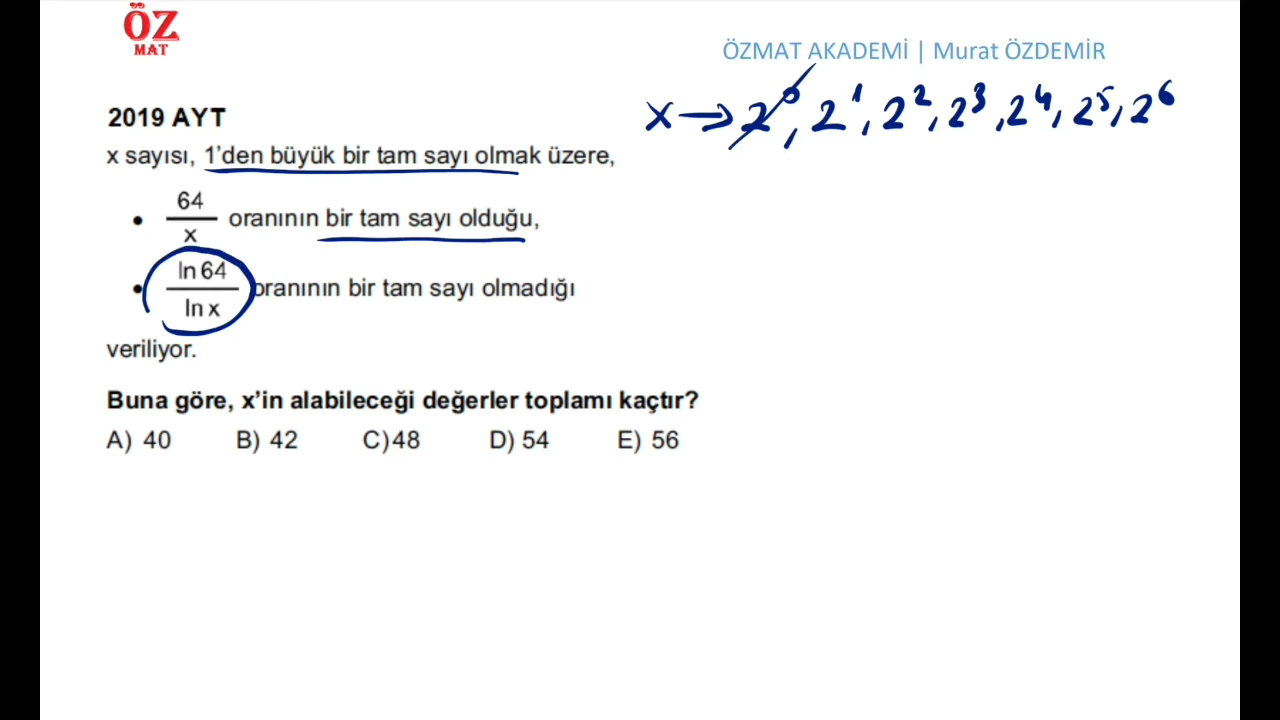 ÖZ
MAT
ÖZMAT AKADEMİ | Murat ÖZDEMİR
x → 2⁰, 2¹, 2², 2³, 2⁴, 2⁵, 2⁶
2019 AYT
x sayısı, 1’den büyük bir tam sayı olmak üzere,
• 64/x oranının bir tam sayı olduğu,
• ln 64/ln x oranının bir tam sayı olmadığı
veriliyor.
Buna göre, x’in alabileceği değerler toplamı kaçtır?
A) 40 B) 42 C)48 D) 54 E) 56